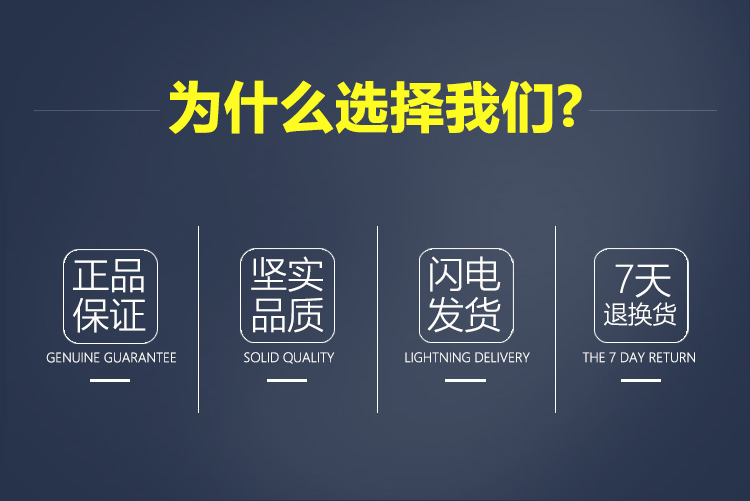 为什么选择我们?
正品
保证
GENUINE GUARANTEE
坚实
品质
SOLID QUALITY
闪电
发货
LIGHTNING DELIVERY
7天
退换货
THE 7 DAY RETURN